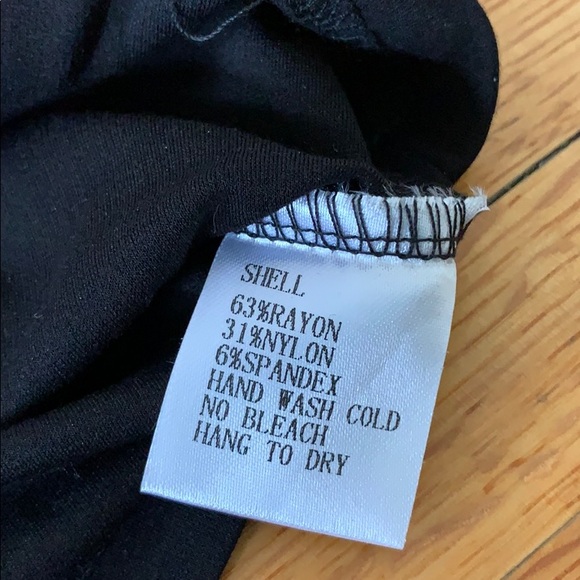 SHELL
63%RAYON
31%NYLON
6%SPANDEX
HAND WASH COLD
NO BLEACH
HANG TO DRY